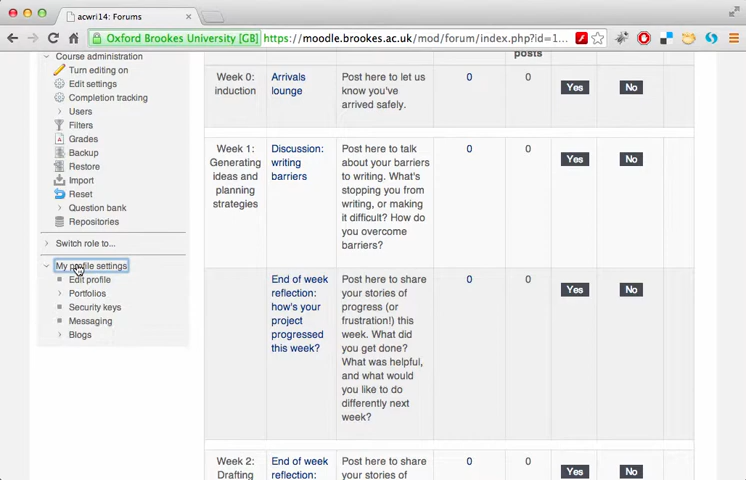 acwri14: Forums
Oxford Brookes University [GB]
https://moodle.brookes.ac.uk/mod/forum/index.php?id=1...
Course administration
Turn editing on
Edit settings
Completion tracking
Users
Filters
Grades
Backup
Restore
Import
Reset
Question bank
Repositories
Switch role to...
My profile settings
Edit profile
Portfolios
Security keys
Messaging
Blogs
posts
Week 0:
induction
Arrivals
lounge
Post here to let us
know you've
arrived safely.
0
0
Yes
No
Week 1:
Generating
ideas and
planning
strategies
Discussion:
writing
barriers
Post here to talk
about your barriers
to writing. What's
stopping you from
writing, or making
it difficult? How do
you overcome
barriers?
0
0
Yes
No
End of week
reflection:
how's your
project
progressed
this week?
Post here to share
your stories of
progress (or
frustration!) this
week. What did
you get done?
What was helpful,
and what would
you like to do
differently next
week?
0
0
Yes
No
Week 2:
Drafting
End of week
reflection:
Post here to share
your stories of
0
0
Yes
No